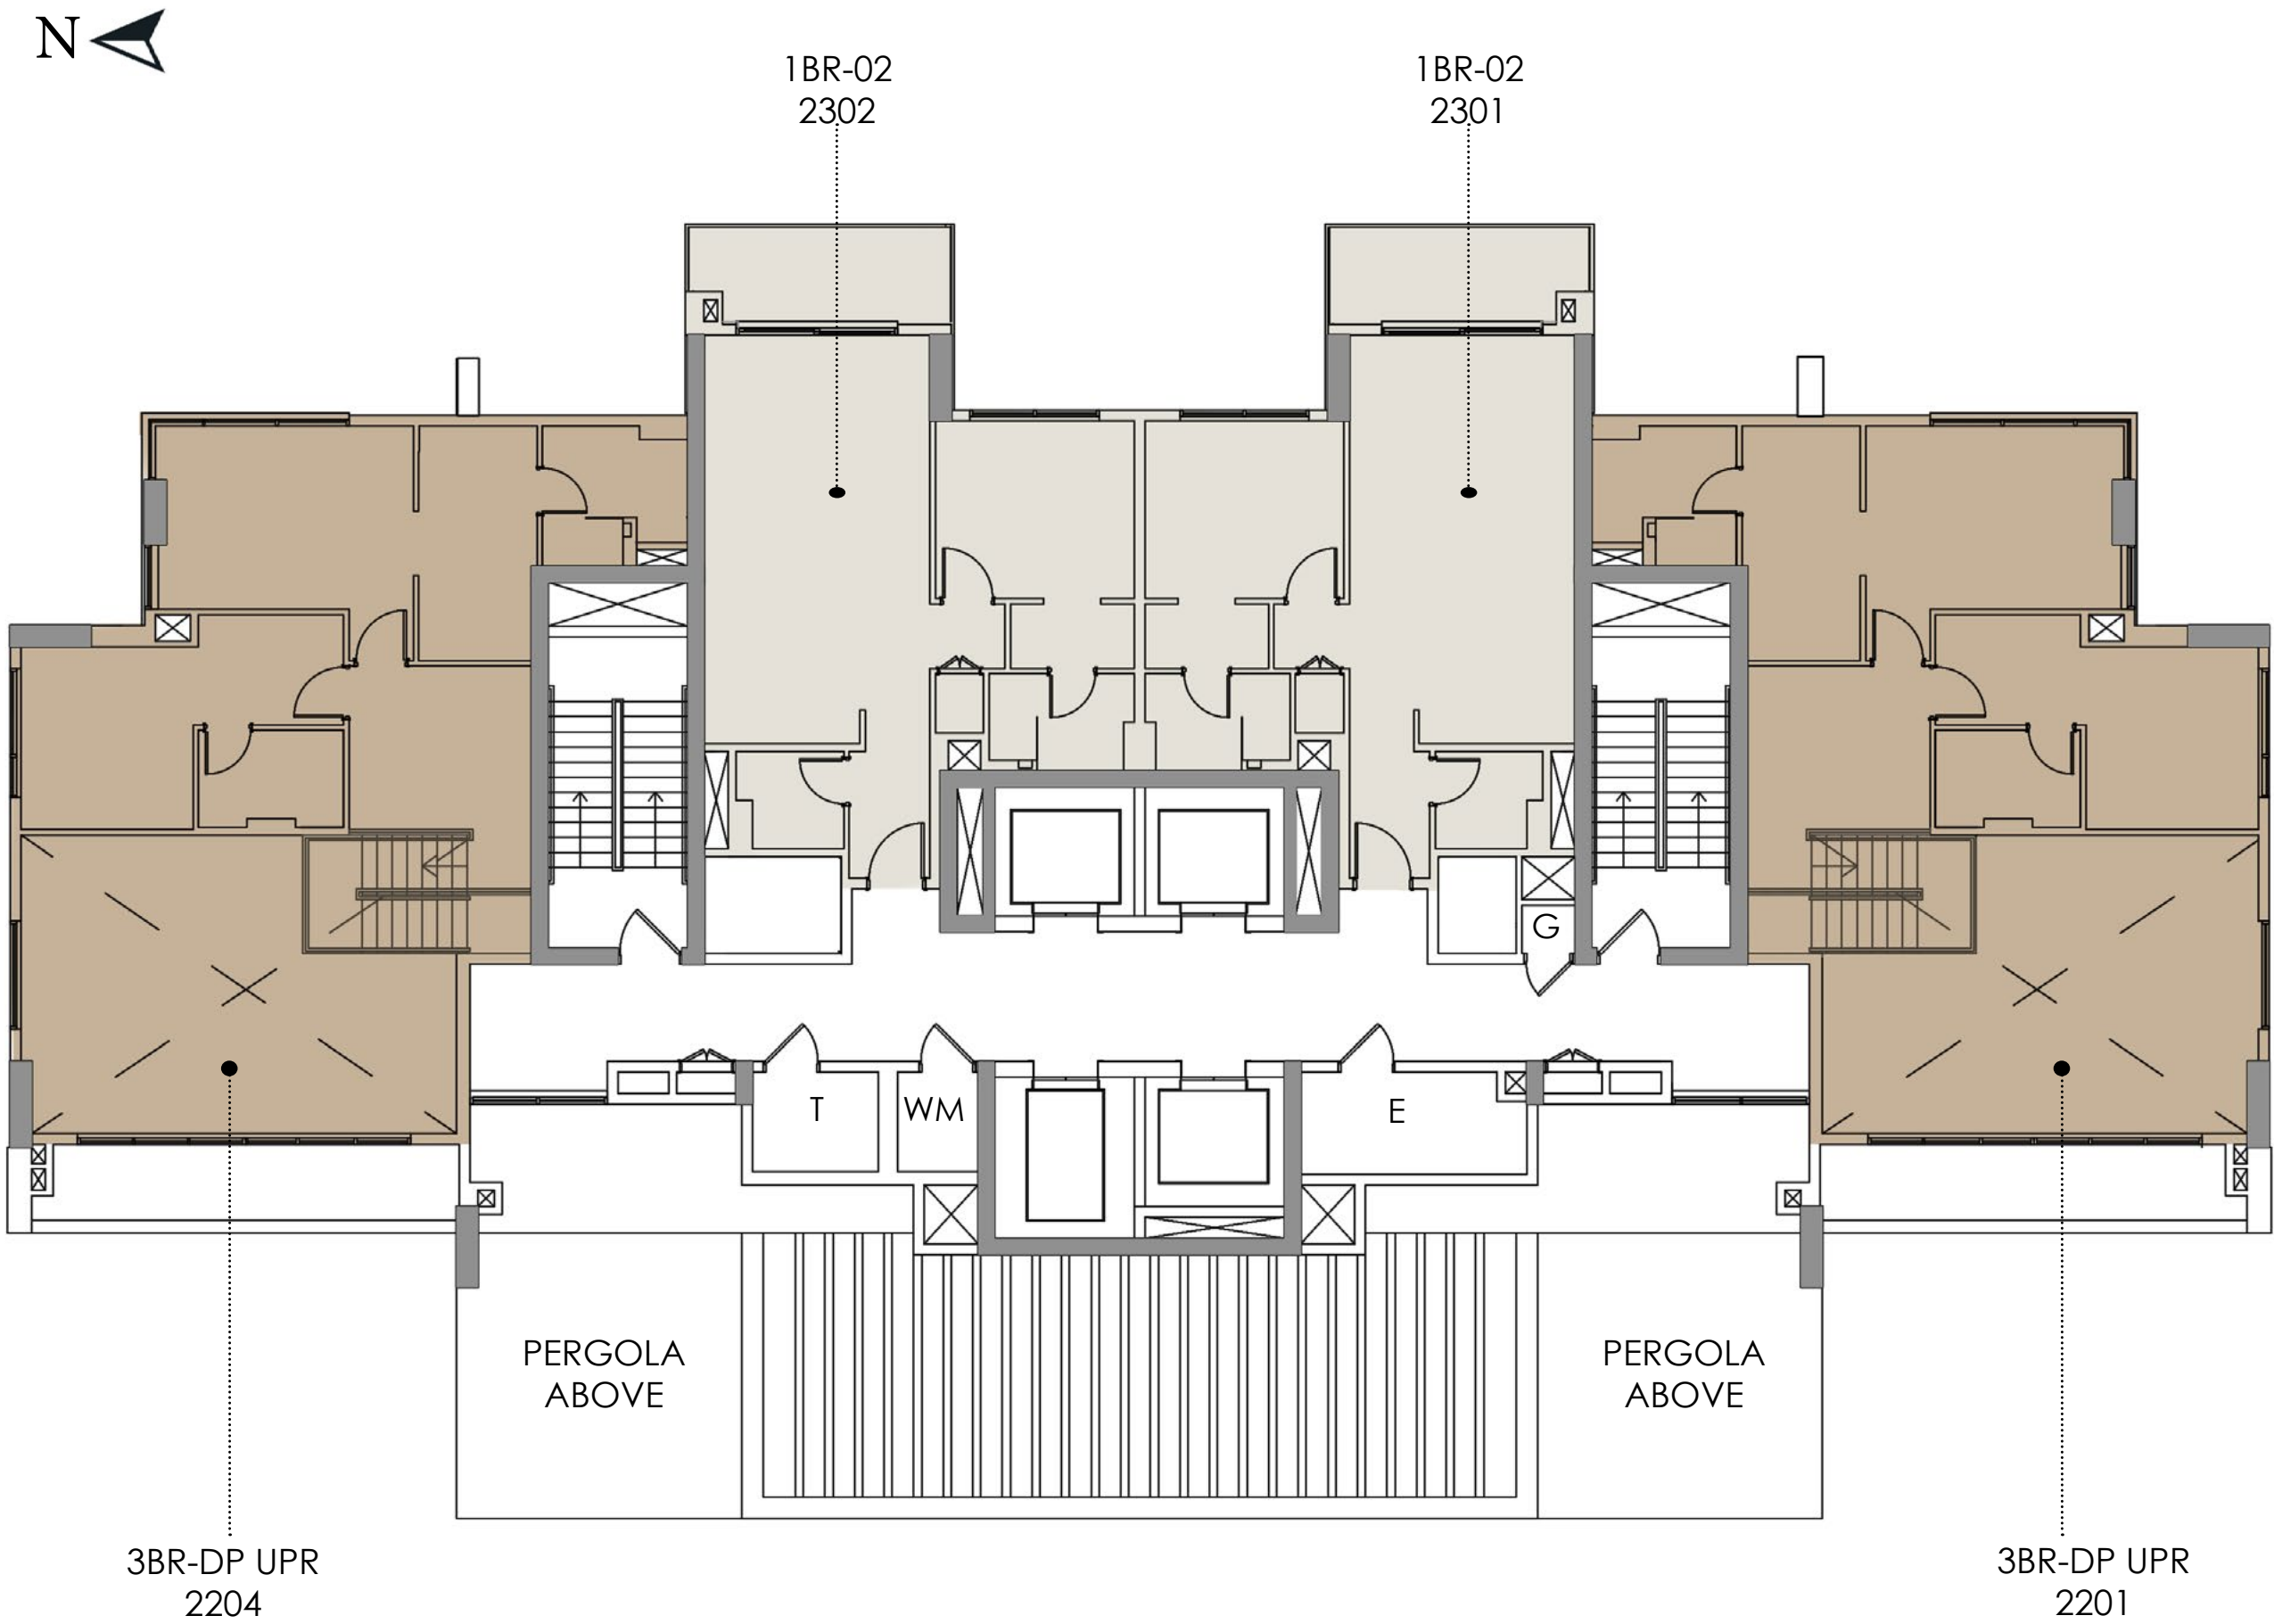 N
1BR-02
2302
1BR-02
2301
G
T
WM
E
PERGOLA
ABOVE
PERGOLA
ABOVE
3BR-DP UPR
2204
3BR-DP UPR
2201